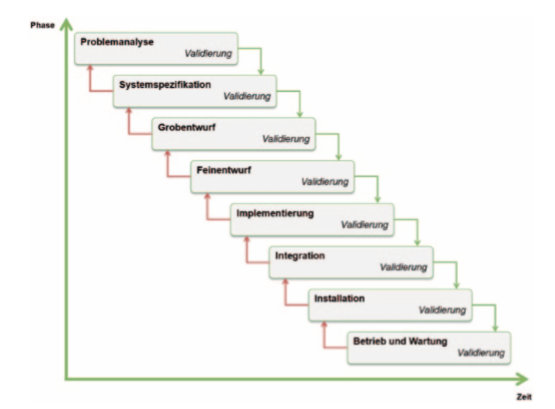 Phase
Problemanalyse
Validierung
Systemspezifikation
Validierung
Grobentwurf
Validierung
Feinentwurf
Validierung
Implementierung
Validierung
Integration
Validierung
Installation
Validierung
Betrieb und Wartung
Validierung
Zeit